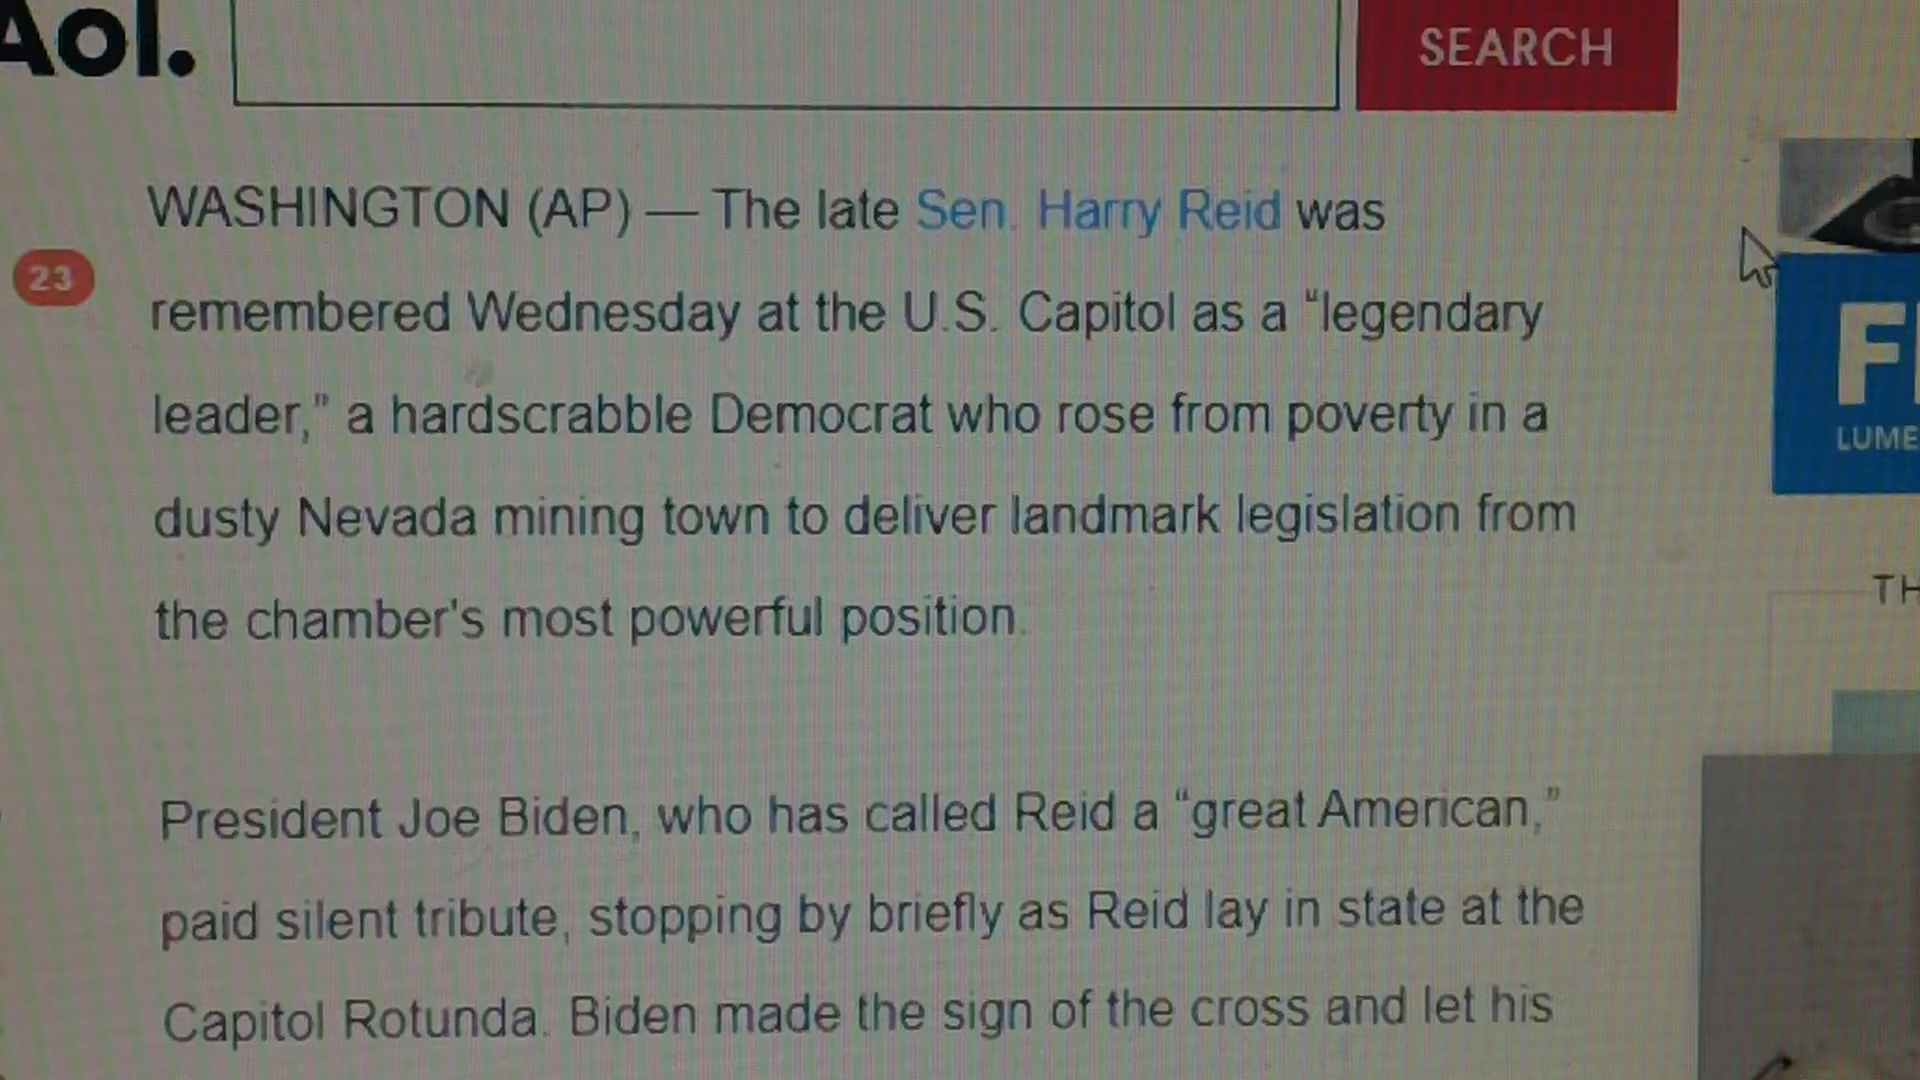 Aol.
SEARCH
WASHINGTON (AP) — The late Sen. Harry Reid was
23
remembered Wednesday at the U.S. Capitol as a “legendary
leader,” a hardscrabble Democrat who rose from poverty in a
dusty Nevada mining town to deliver landmark legislation from
the chamber's most powerful position.
President Joe Biden, who has called Reid a “great American,”
paid silent tribute, stopping by briefly as Reid lay in state at the
Capitol Rotunda. Biden made the sign of the cross and let his